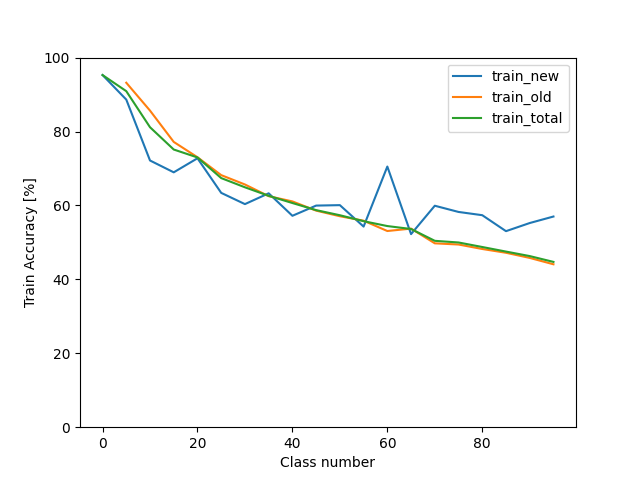 train_new
train_old
train_total
Train Accuracy [%]
100
80
60
40
20
0
0 20 40 60 80
Class number